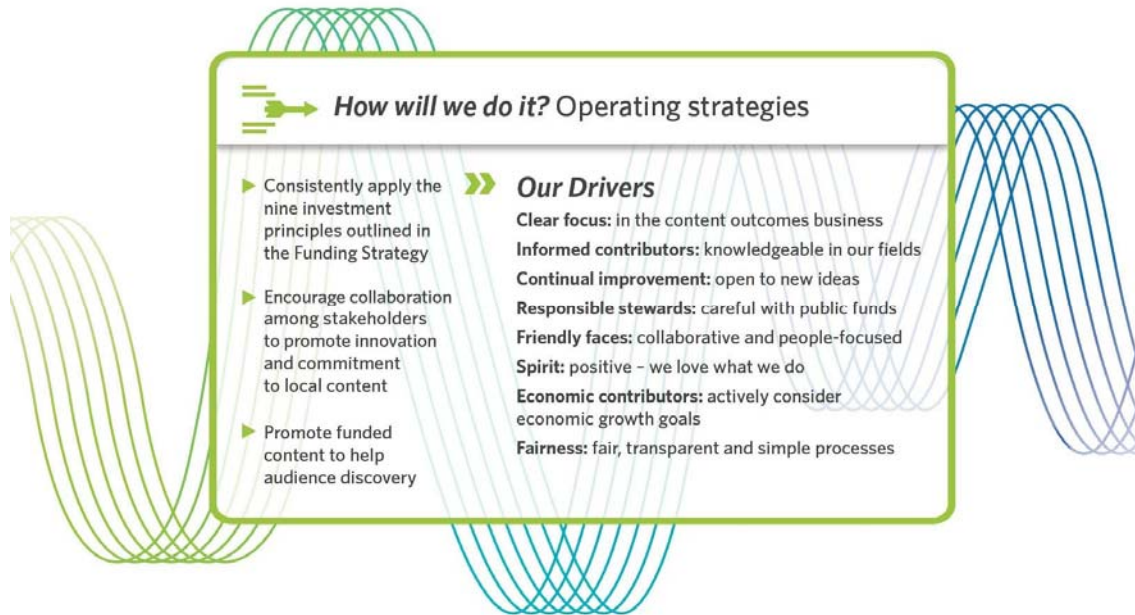 How will we do it? Operating strategies
Consistently apply the
nine investment
principles outlined in
the Funding Strategy
Encourage collaboration
among stakeholders
to promote innovation
and commitment
to local content
Promote funded
content to help
audience discovery
Our Drivers
Clear focus: in the content outcomes business
Informed contributors: knowledgeable in our fields
Continual improvement: open to new ideas
Responsible stewards: careful with public funds
Friendly faces: collaborative and people-focused
Spirit: positive – we love what we do
Economic contributors: actively consider
economic growth goals
Fairness: fair, transparent and simple processes